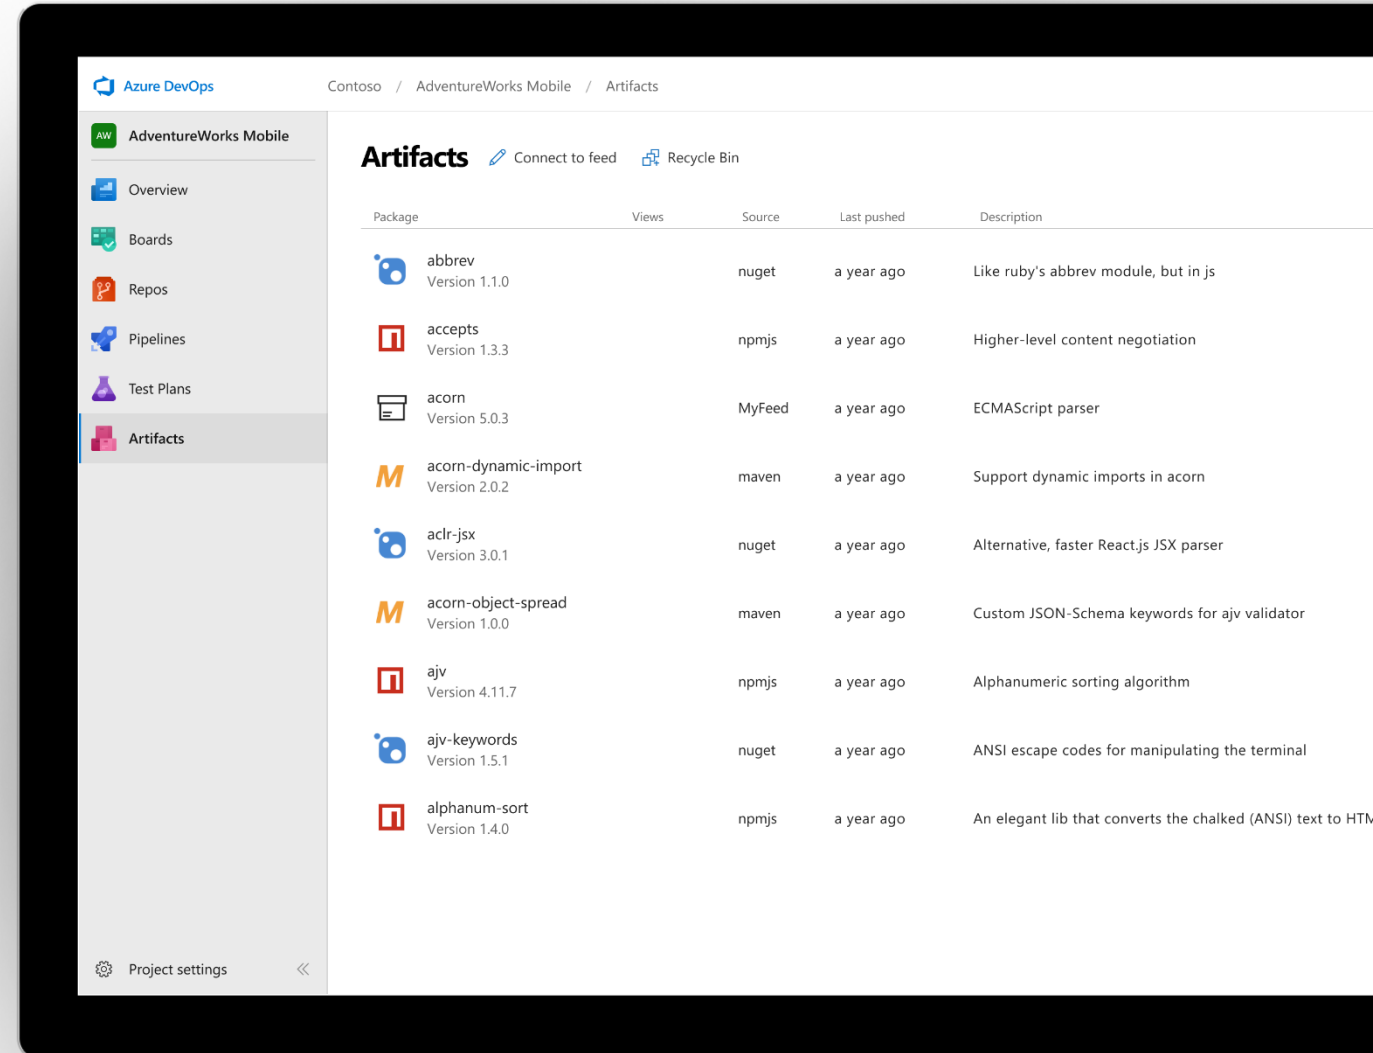 Azure DevOps
Contoso / AdventureWorks Mobile / Artifacts
AW AdventureWorks Mobile
Overview
Boards
Repos
Pipelines
Test Plans
Artifacts
Project settings
Artifacts Connect to feed Recycle Bin
Package Views Source Last pushed Description
abbrev
Version 1.1.0
nuget a year ago Like ruby's abbrev module, but in js
accepts
Version 1.3.3
npmjs a year ago Higher-level content negotiation
acorn
Version 5.0.3
MyFeed a year ago ECMAScript parser
acorn-dynamic-import
Version 2.0.2
maven a year ago Support dynamic imports in acorn
aclr-jsx
Version 3.0.1
nuget a year ago Alternative, faster React.js JSX parser
acorn-object-spread
Version 1.0.0
maven a year ago Custom JSON-Schema keywords for ajv validator
ajv
Version 4.11.7
npmjs a year ago Alphanumeric sorting algorithm
ajv-keywords
Version 1.5.1
nuget a year ago ANSI escape codes for manipulating the terminal
alphanum-sort
Version 1.4.0
npmjs a year ago An elegant lib that converts the chalked (ANSI) text to